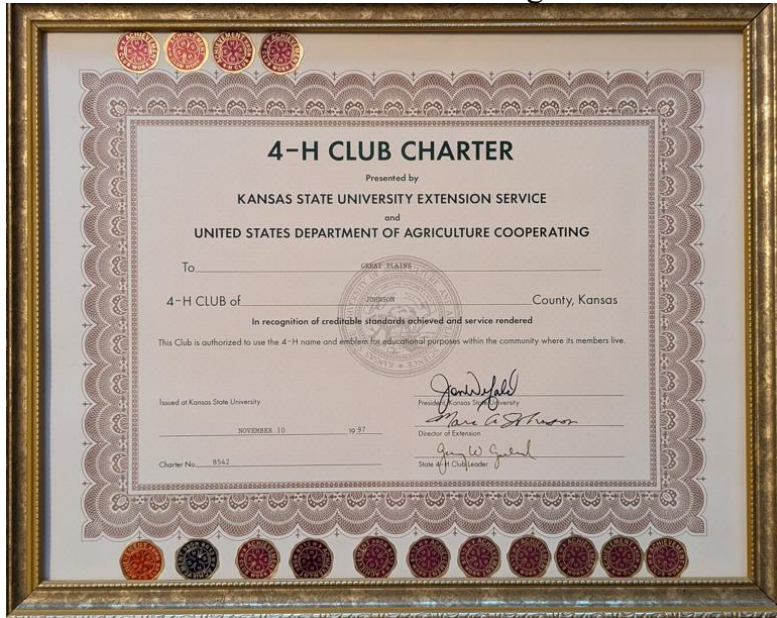 4-H CLUB CHARTER
Presented by
KANSAS STATE UNIVERSITY EXTENSION SERVICE
and
UNITED STATES DEPARTMENT OF AGRICULTURE COOPERATING
To GREAT PLAINS
4-H CLUB of JOHNSON County, Kansas
In recognition of creditable standards achieved and service rendered
This Club is authorized to use the 4-H name and emblem for educational purposes within the community where its members live.
Issued at Kansas State University
President, Kansas State University
NOVEMBER 10 19 97
Director of Extension
Charter No. 8542
State 4-H Club Leader